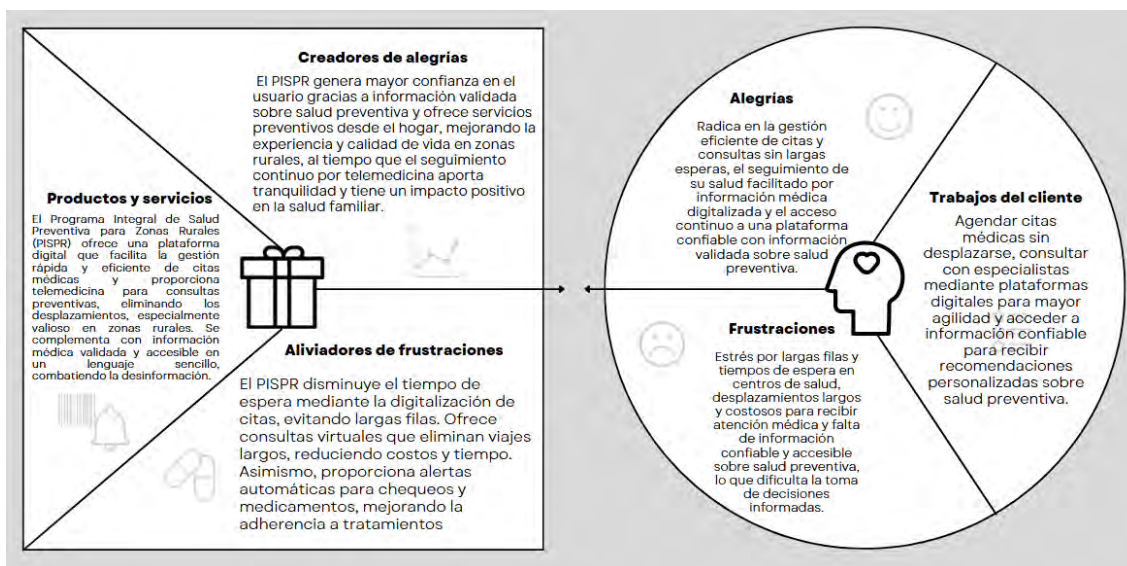 Creadores de alegrías
El PISPR genera mayor confianza en el
usuario gracias a información validada
sobre salud preventiva y ofrece servicios
preventivos desde el hogar, mejorando la
experiencia y calidad de vida en zonas
rurales, al tiempo que el seguimiento
continuo por telemedicina aporta
tranquilidad y tiene un impacto positivo
en la salud familiar.
Productos y servicios
El Programa Integral de Salud
Preventiva para Zonas Rurales
(PISPR) ofrece una plataforma
digital que facilita la gestión
rápida y eficiente de citas
médicas y proporciona
telemedicina para consultas
preventivas, eliminando los
desplazamientos, especialmente
valioso en zonas rurales. Se
complementa con información
médica validada y accesible en
un lenguaje sencillo,
combatiendo la desinformación.
Aliviadores de frustraciones
El PISPR disminuye el tiempo de
espera mediante la digitalización de
citas, evitando largas filas. Ofrece
consultas virtuales que eliminan viajes
largos, reduciendo costos y tiempo.
Asimismo, proporciona alertas
automáticas para chequeos y
medicamentos, mejorando la
adherencia a tratamientos
Alegrías
Radica en la gestión
eficiente de citas y
consultas sin largas
esperas, el seguimiento de
su salud facilitado por
información médica
digitalizada y el acceso
continuo a una plataforma
confiable con información
validada sobre salud
preventiva.
Frustraciones
Estrés por largas filas y
tiempos de espera en
centros de salud,
desplazamientos largos
y costosos para recibir
atención médica y falta
de información
confiable y accesible
sobre salud preventiva,
lo que dificulta la toma
de decisiones
informadas.
Trabajos del cliente
Agendar citas
médicas sin
desplazarse, consultar
con especialistas
mediante plataformas
digitales para mayor
agilidad y acceder a
información confiable
para recibir
recomendaciones
personalizadas sobre
salud preventiva.